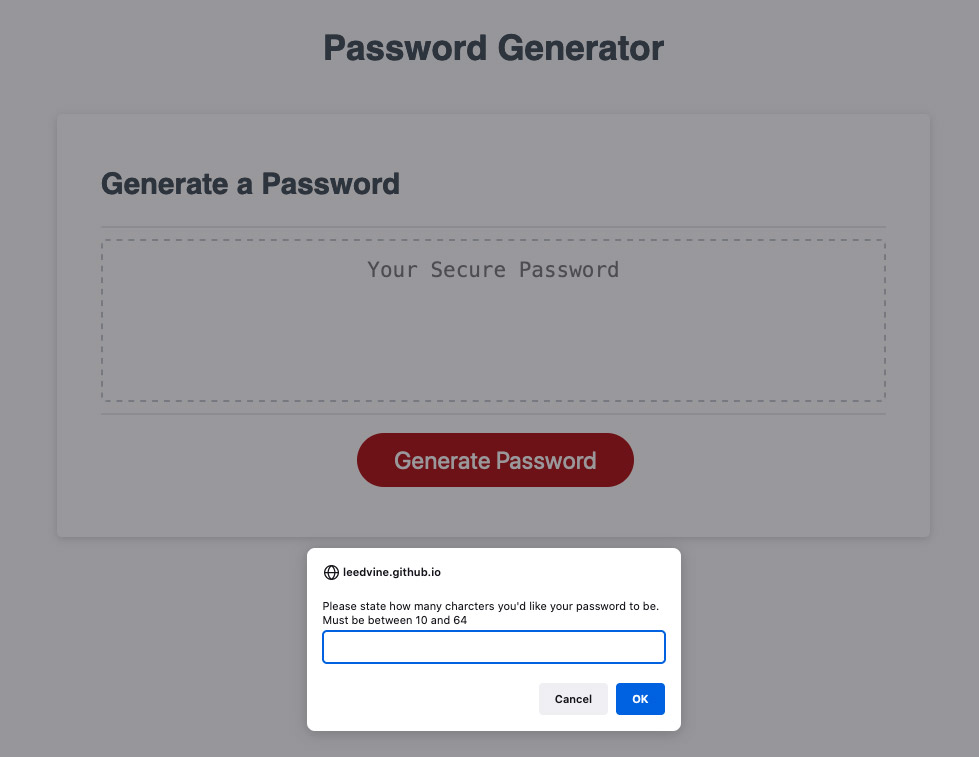 Password Generator
Generate a Password
Your Secure Password
Generate Password
leedvine.github.io
Please state how many charcters you'd like your password to be.
Must be between 10 and 64
Cancel
OK